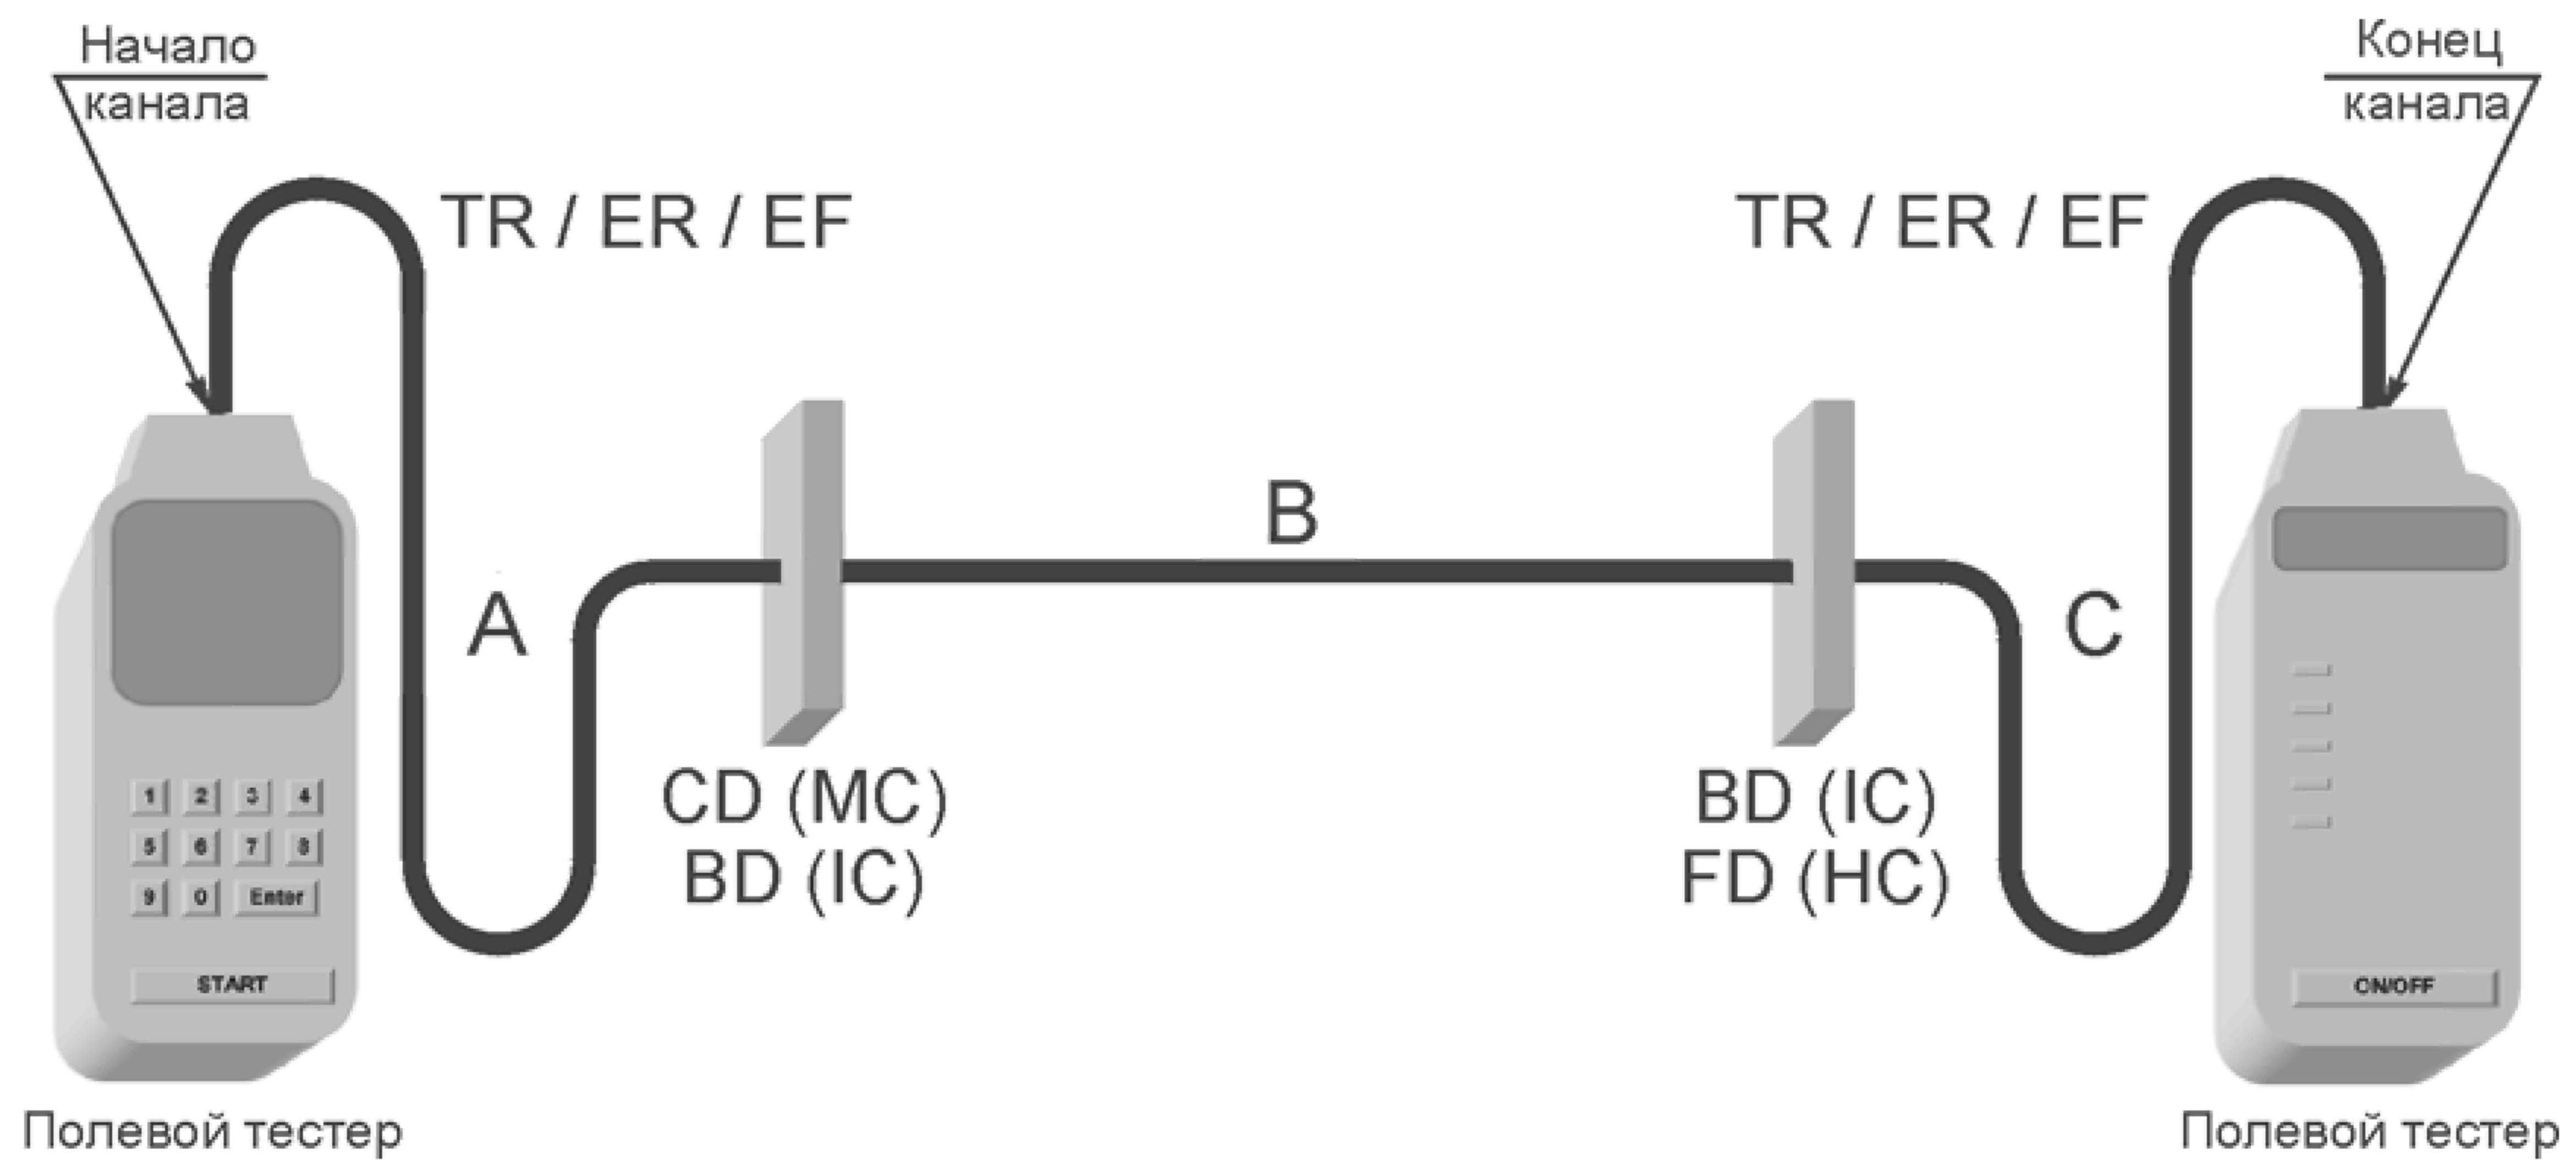 Начало
канала
Конец
канала
TR / ER / EF
TR / ER / EF
B
A
C
CD (MC)
BD (IC)
BD (IC)
FD (HC)
1 2 3 4
5 6 7 8
9 0 Enter
START
ON/OFF
Полевой тестер
Полевой тестер